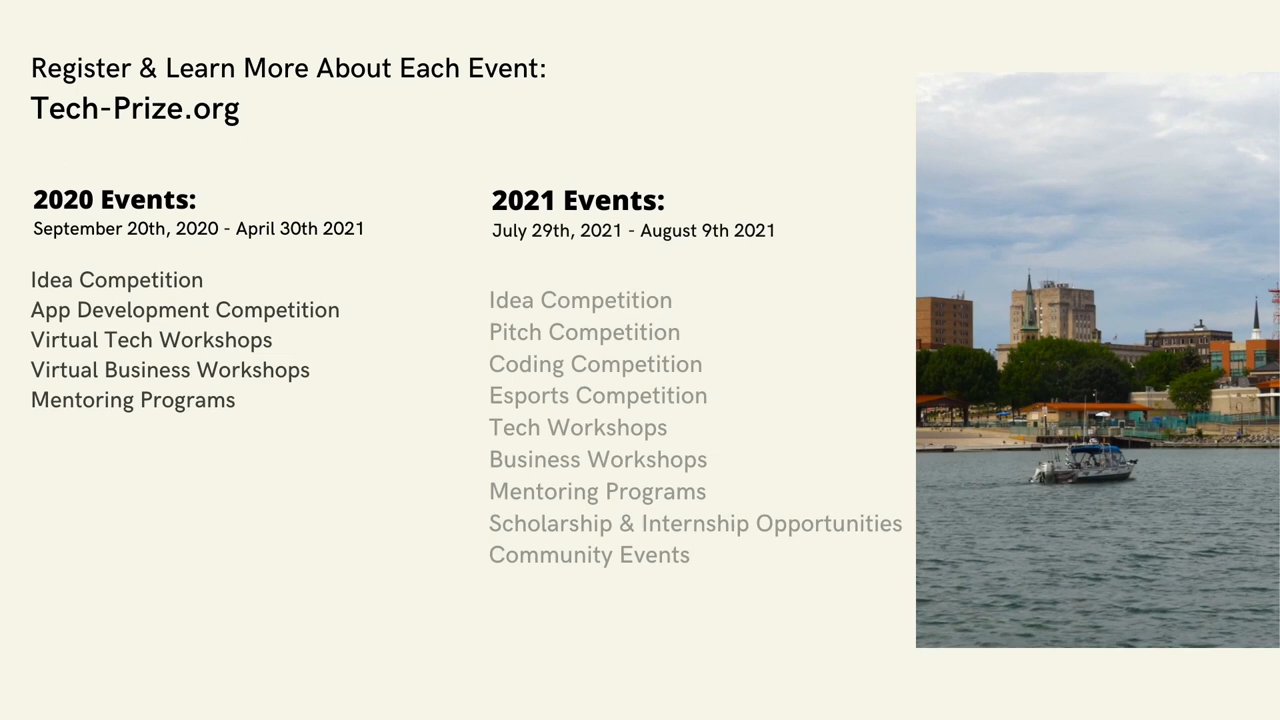 Register & Learn More About Each Event:
Tech-Prize.org
2020 Events:
September 20th, 2020 - April 30th 2021
Idea Competition
App Development Competition
Virtual Tech Workshops
Virtual Business Workshops
Mentoring Programs
2021 Events:
July 29th, 2021 - August 9th 2021
Idea Competition
Pitch Competition
Coding Competition
Esports Competition
Tech Workshops
Business Workshops
Mentoring Programs
Scholarship & Internship Opportunities
Community Events